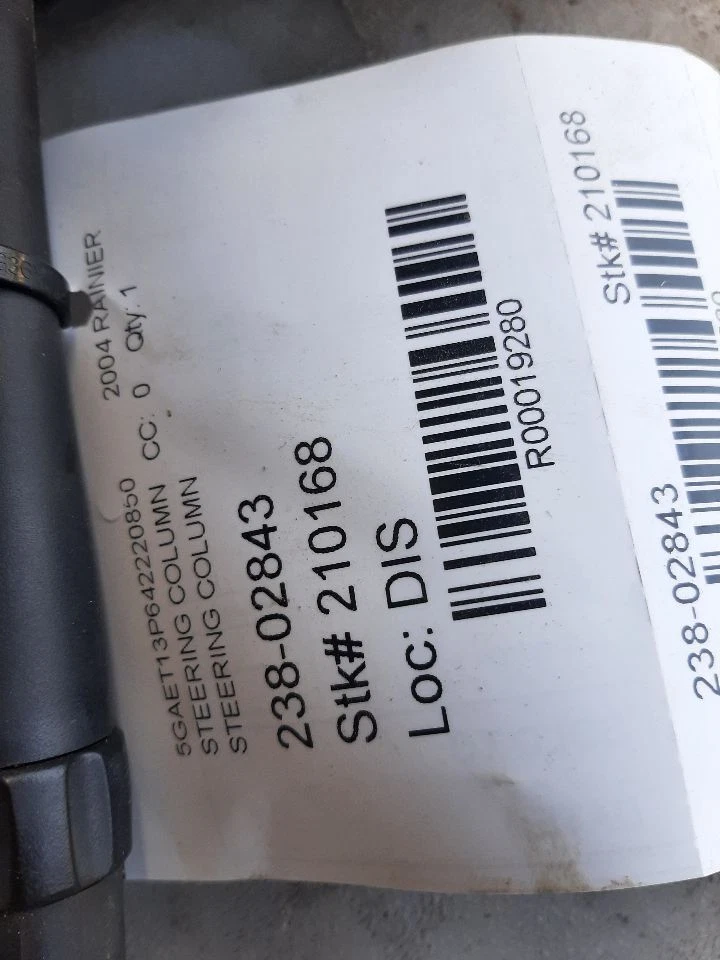 5GAET13P642220850 2004 RAINIER
STEERING COLUMN CC: 0 Qty: 1
STEERING COLUMN
238-02843
Stk# 210168
Loc: DIS
R00019280
Stk# 210168
238-02843